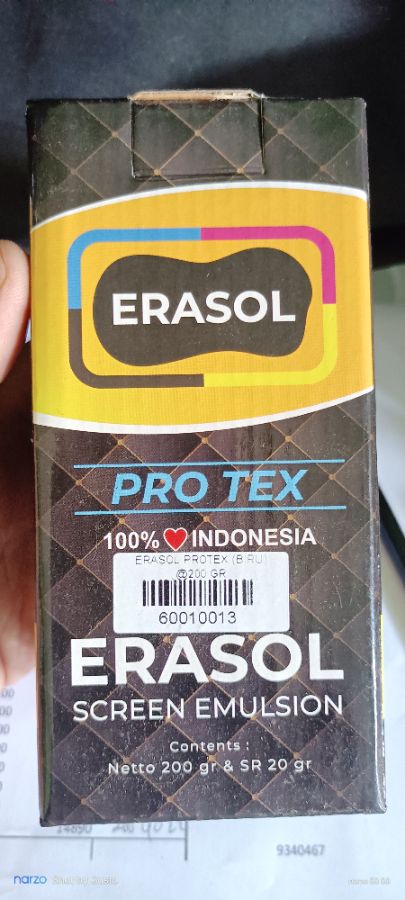 ERASOL
PRO TEX
100% ❤ INDONESIA
ERASOL PROTEX (BIRU)
@200 GR
60010013
ERASOL
SCREEN EMULSION
Contents :
Netto 200 gr & SR 20 gr
9340467
narzo